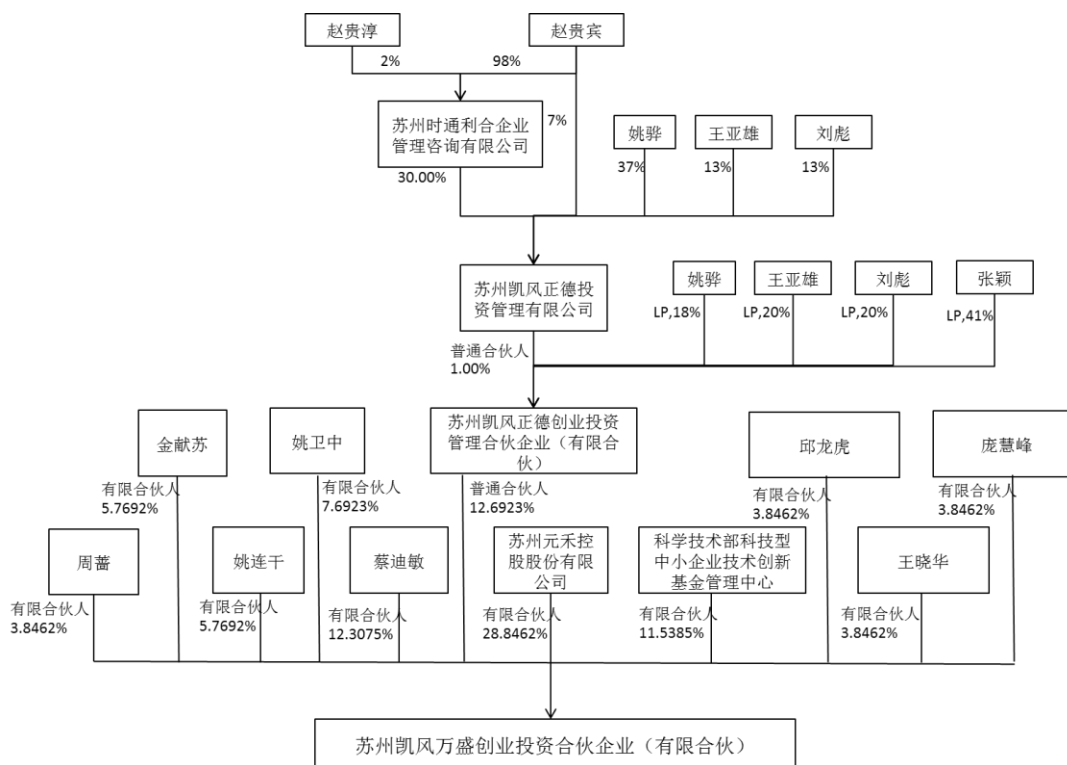 赵贵淳
赵贵宾
2%
98%
苏州时通利合企业
管理咨询有限公司
7%
姚骅
王亚雄
刘彪
30.00%
37%
13%
13%
苏州凯风正德投
资管理有限公司
姚骅
王亚雄
刘彪
张颖
LP,18%
LP,20%
LP,20%
LP,41%
普通合伙人
1.00%
金献苏
姚卫中
苏州凯风正德创业投资
管理合伙企业（有限合
伙）
邱龙虎
庞慧峰
有限合伙人
5.7692%
有限合伙人
7.6923%
普通合伙人
12.6923%
有限合伙人
3.8462%
有限合伙人
3.8462%
周蔷
姚连干
蔡迪敏
苏州元禾控
股股份有限
公司
科学技术部科技型
中小企业技术创新
基金管理中心
王晓华
有限合伙人
3.8462%
有限合伙人
5.7692%
有限合伙人
12.3075%
有限合伙人
28.8462%
有限合伙人
11.5385%
有限合伙人
3.8462%
苏州凯风万盛创业投资合伙企业（有限合伙）